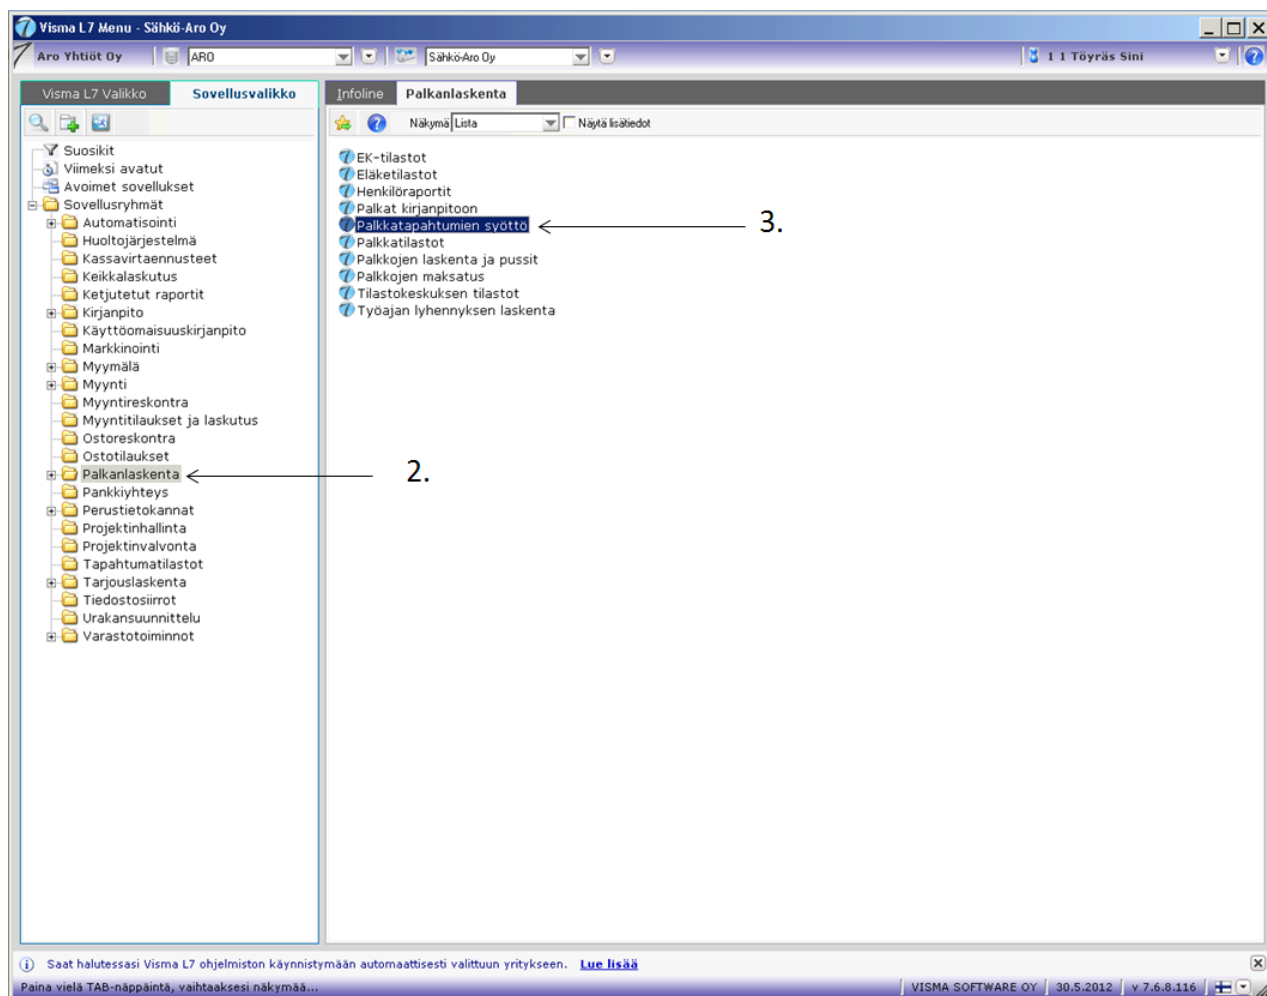 Visma L7 Menu - Sähkö-Aro Oy
Aro Yhtiöt Oy ARO Sähkö-Aro Oy 1 1 Töyräs Sini
Visma L7 Valikko Sovellusvalikko
Suosikit
Viimeksi avatut
Avoimet sovellukset
Sovellusryhmät
Automatisointi
Huoltojärjestelmä
Kassavirtaennusteet
Keikkalaskutus
Ketjutetut raportit
Kirjanpito
Käyttöomaisuuskirjanpito
Markkinointi
Myymälä
Myynti
Myyntireskontra
Myyntitilaukset ja laskutus
Ostoreskontra
Ostotilaukset
Palkanlaskenta
2.
Pankkiyhteys
Perustietokannat
Projektinhallinta
Projektinvalvonta
Tapahtumatilastot
Tarjouslaskenta
Tiedostosiirrot
Urakansuunnittelu
Varastotoiminnot
Infoline Palkanlaskenta
Näkymä Lista Näytä lisätiedot
EK-tilastot
Eläketilastot
Henkilöraportit
Palkat kirjanpitoon
Palkkatapahtumien syöttö
3.
Palkkatilastot
Palkkojen laskenta ja pussit
Palkkojen maksatus
Tilastokeskuksen tilastot
Työajan lyhennyksen laskenta
Saat halutessasi Visma L7 ohjelmiston käynnistymään automaattisesti valittuun yritykseen. Lue lisää
Paina vielä TAB-näppäintä, vaihtaaksesi näkymää... VISMA SOFTWARE OY 30.5.2012 v 7.6.8.116